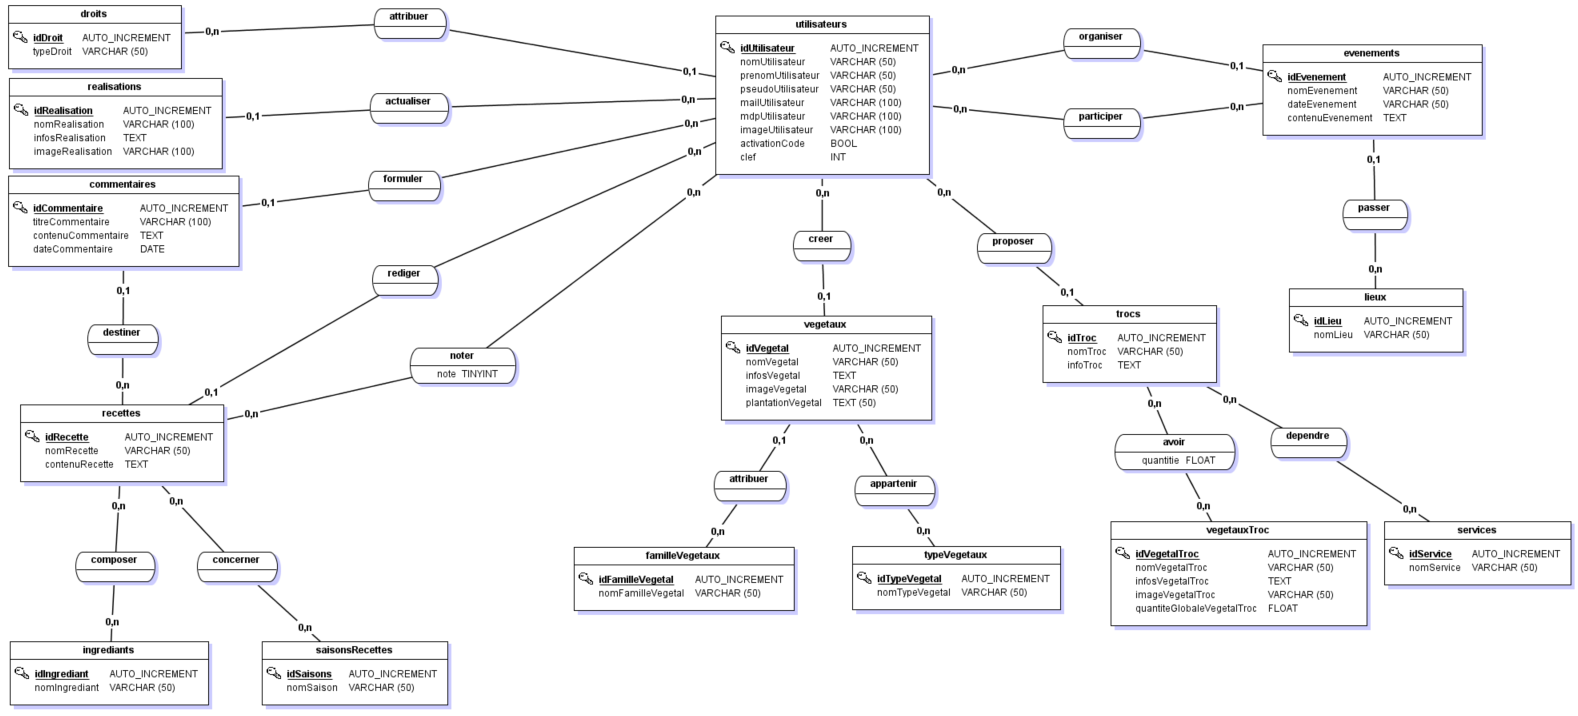 droits
idDroit AUTO_INCREMENT
typeDroit VARCHAR (50)
0,n
attribuer
0,1
realisations
idRealisation AUTO_INCREMENT
nomRealisation VARCHAR (100)
infosRealisation TEXT
imageRealisation VARCHAR (100)
0,1
actualiser
0,n
commentaires
idCommentaire AUTO_INCREMENT
titreCommentaire VARCHAR (100)
contenuCommentaire TEXT
dateCommentaire DATE
0,1
formuler
0,n
0,1
destiner
0,n
0,n
rediger
0,1
0,n
noter
note TINYINT
0,n
recettes
idRecette AUTO_INCREMENT
nomRecette VARCHAR (50)
contenuRecette TEXT
0,n
composer
0,n
0,n
concerner
0,n
ingrediants
idIngrediant AUTO_INCREMENT
nomIngrediant VARCHAR (50)
saisonsRecettes
idSaisons AUTO_INCREMENT
nomSaison VARCHAR (50)
utilisateurs
idUtilisateur AUTO_INCREMENT
nomUtilisateur VARCHAR (50)
prenomUtilisateur VARCHAR (50)
pseudoUtilisateur VARCHAR (50)
mailUtilisateur VARCHAR (100)
mdpUtilisateur VARCHAR (100)
imageUtilisateur VARCHAR (100)
activationCode BOOL
clef INT
0,n
creer
0,1
vegetaux
idVegetal AUTO_INCREMENT
nomVegetal VARCHAR (50)
infosVegetal TEXT
imageVegetal VARCHAR (50)
plantationVegetal TEXT (50)
0,1
attribuer
0,n
0,n
appartenir
0,n
familleVegetaux
idFamilleVegetal AUTO_INCREMENT
nomFamilleVegetal VARCHAR (50)
typeVegetaux
idTypeVegetal AUTO_INCREMENT
nomTypeVegetal VARCHAR (50)
0,n
organiser
0,1
0,n
participer
0,n
evenements
idEvenement AUTO_INCREMENT
nomEvenement VARCHAR (50)
dateEvenement VARCHAR (50)
contenuEvenement TEXT
0,1
passer
0,n
lieux
idLieu AUTO_INCREMENT
nomLieu VARCHAR (50)
0,n
proposer
0,1
trocs
idTroc AUTO_INCREMENT
nomTroc VARCHAR (50)
infoTroc TEXT
0,n
avoir
quantitie FLOAT
0,n
0,n
dependre
0,n
vegetauxTroc
idVegetalTroc AUTO_INCREMENT
nomVegetalTroc VARCHAR (50)
infosVegetalTroc TEXT
imageVegetalTroc VARCHAR (50)
quantiteGlobaleVegetalTroc FLOAT
services
idService AUTO_INCREMENT
nomService VARCHAR (50)